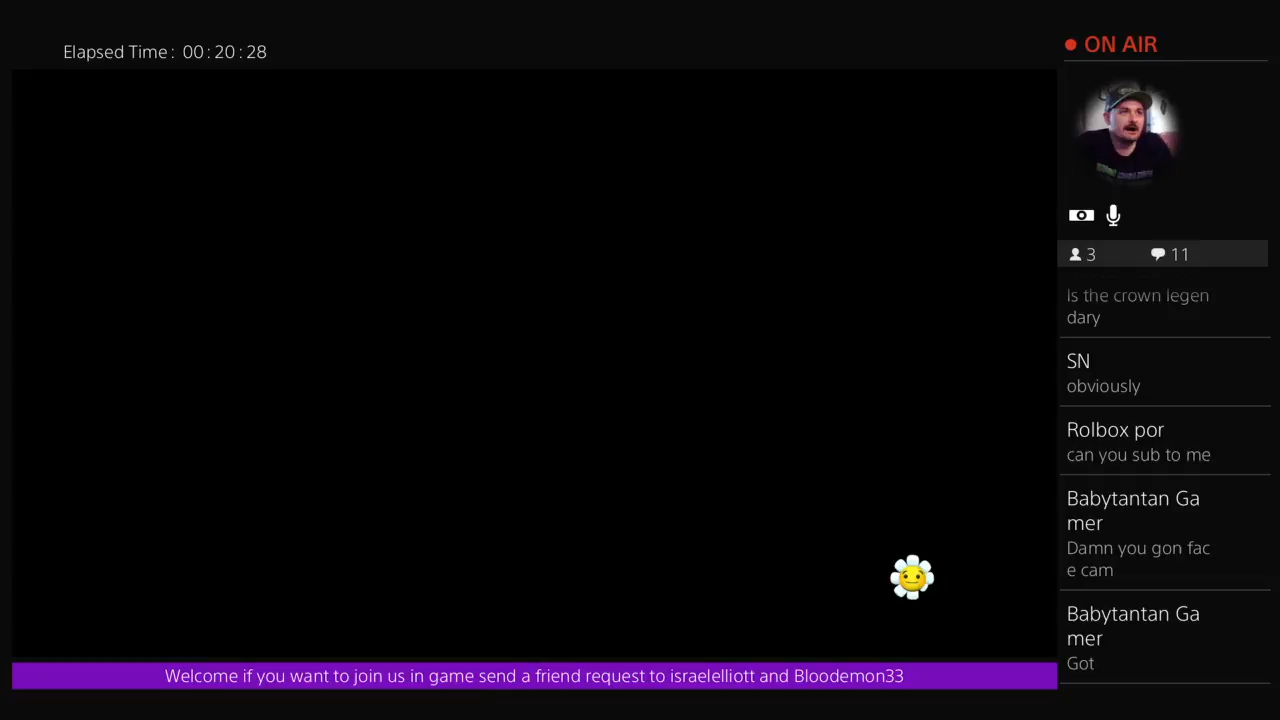 Elapsed Time: 00:20:28
ON AIR
3 11
Is the crown legen
dary
SN
obviously
Rolbox por
can you sub to me
Babytantan Ga
mer
Damn you gon fac
e cam
Babytantan Ga
mer
Got
Welcome if you want to join us in game send a friend request to israelelliott and Bloodemon33